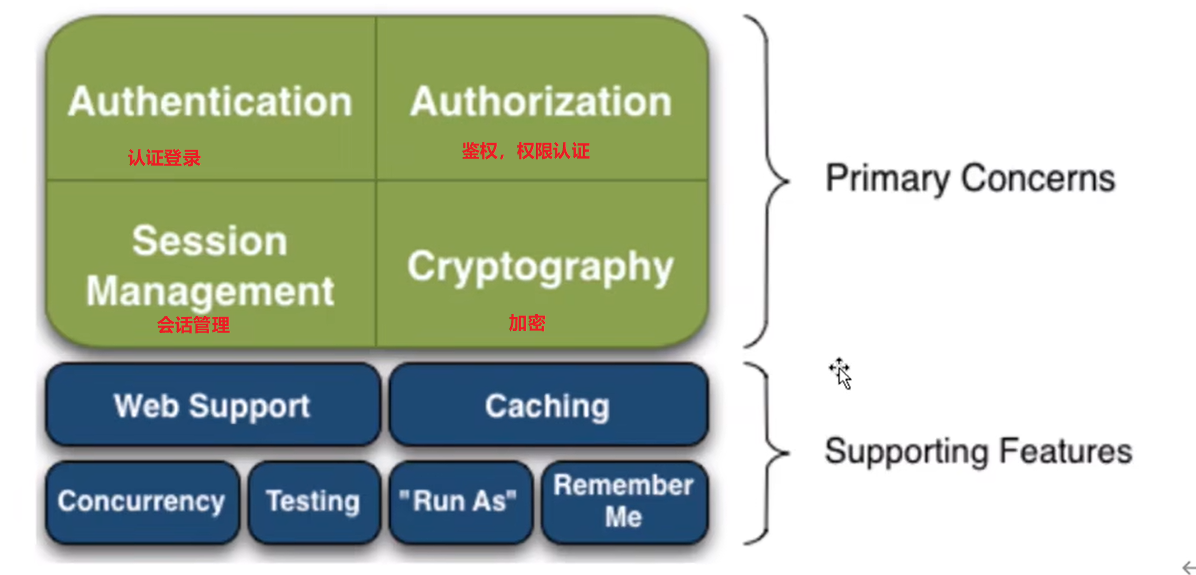 Authentication
认证登录
Authorization
鉴权，权限认证
Session
Management
会话管理
Cryptography
加密
Primary Concerns
Web Support
Caching
Concurrency
Testing
"Run As"
Remember
Me
Supporting Features